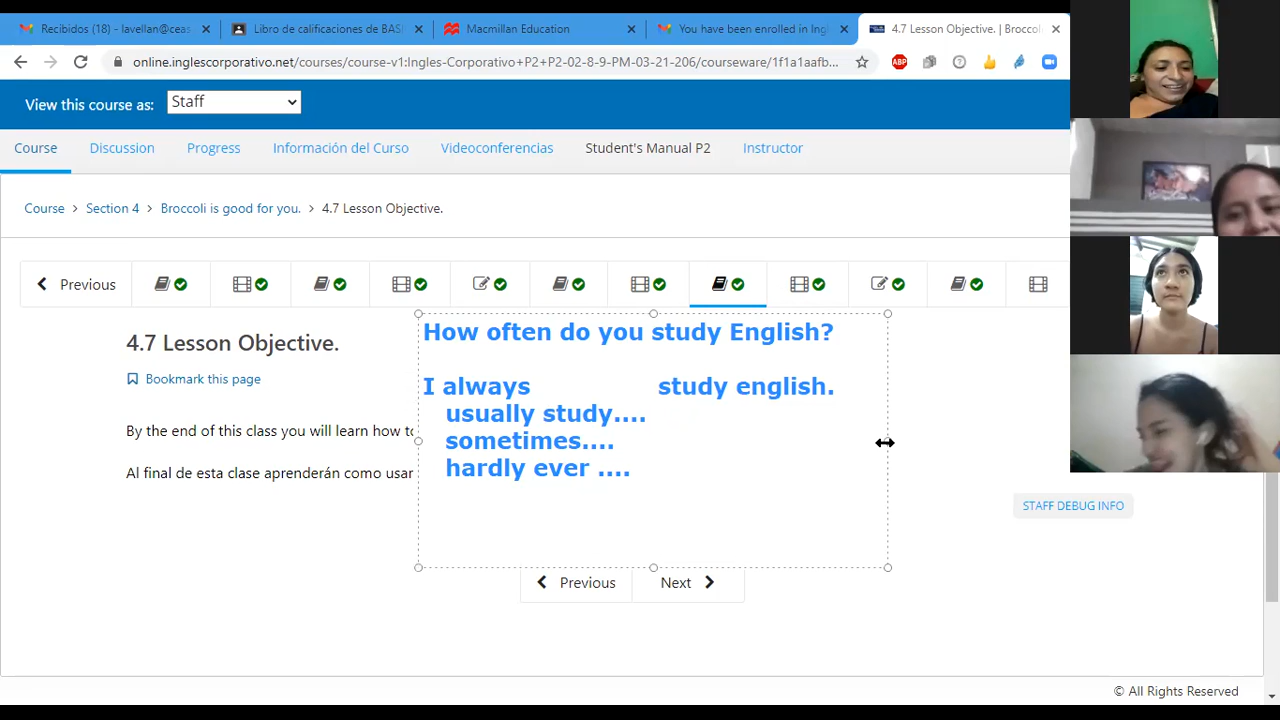 Recibidos (18) - lavellan@ceas
Libro de calificaciones de BASI
Macmillan Education
You have been enrolled in Ingl
4.7 Lesson Objective. | Broccol
online.inglescorporativo.net/courses/course-v1:Ingles-Corporativo+P2+P2-02-8-9-PM-03-21-206/courseware/1f1a1aafb...
ABP
View this course as: Staff
Course Discussion Progress Información del Curso Videoconferencias Student's Manual P2 Instructor
Course > Section 4 > Broccoli is good for you. > 4.7 Lesson Objective.
Previous
4.7 Lesson Objective.
Bookmark this page
By the end of this class you will learn how to
Al final de esta clase aprenderán como usar
How often do you study English?
I always study english.
usually study....
sometimes....
hardly ever ....
STAFF DEBUG INFO
Previous Next
© All Rights Reserved